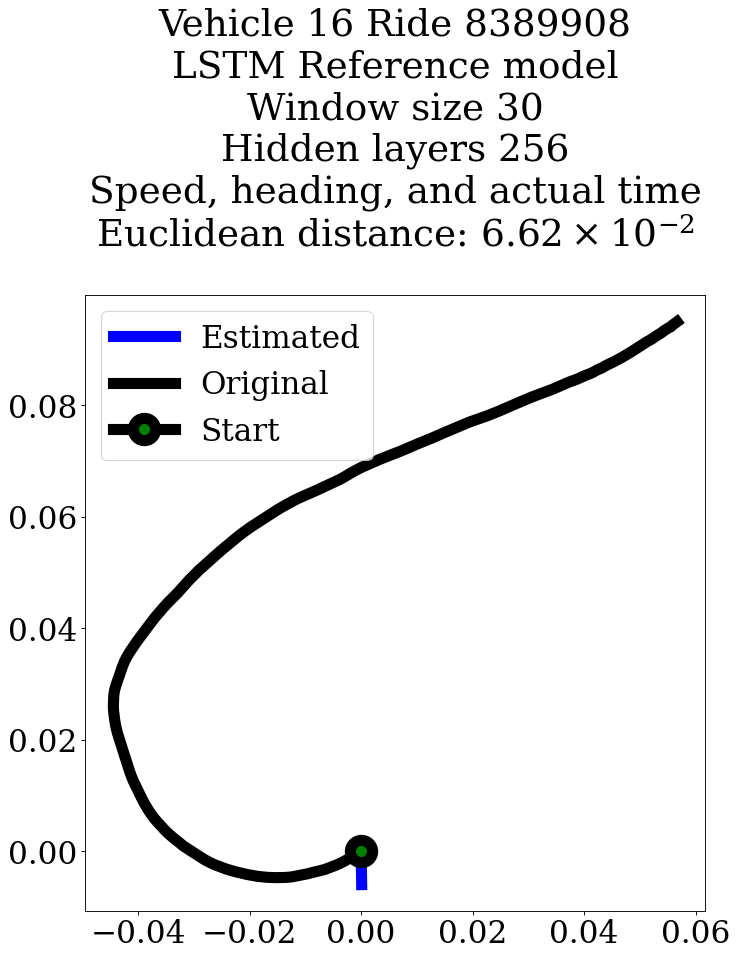 Vehicle 16 Ride 8389908
LSTM Reference model
Window size 30
Hidden layers 256
Speed, heading, and actual time
Euclidean distance: 6.62 × 10⁻²
Estimated
Original
Start
0.08
0.06
0.04
0.02
0.00
−0.04 −0.02 0.00 0.02 0.04 0.06